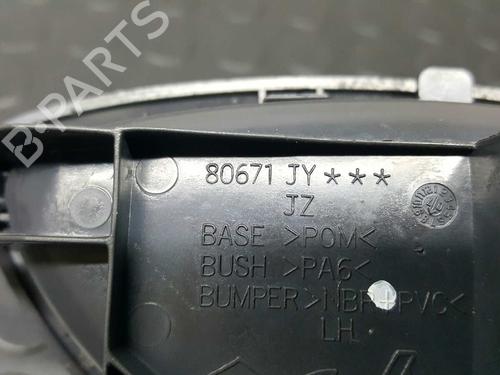 80671 JY***
JZ
BASE >POM<
BUSH >PA6<
BUMPER>NBR+PVC<
LH
B-PARTS